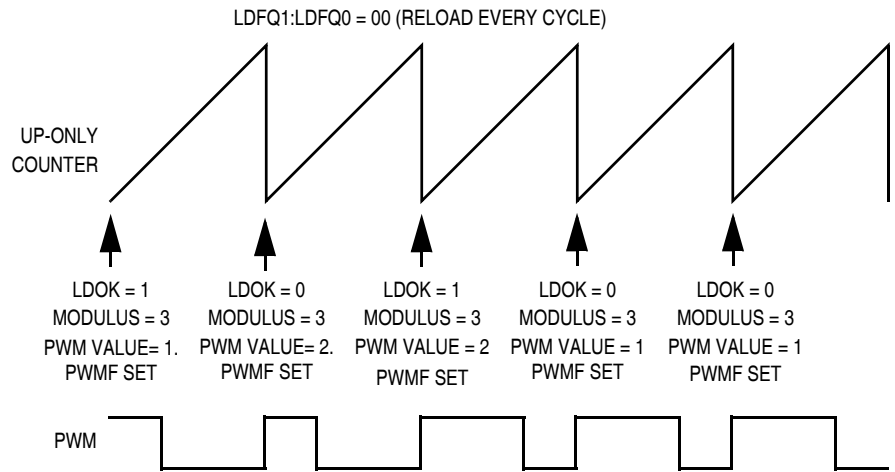 LDFQ1:LDFQ0 = 00 (RELOAD EVERY CYCLE)
UP-ONLY
COUNTER
LDOK = 1
MODULUS = 3
PWM VALUE= 1.
PWMF SET
LDOK = 0
MODULUS = 3
PWM VALUE= 2.
PWMF SET
LDOK = 1
MODULUS = 3
PWM VALUE = 2
PWMF SET
LDOK = 0
MODULUS = 3
PWM VALUE = 1
PWMF SET
LDOK = 0
MODULUS = 3
PWM VALUE = 1
PWMF SET
PWM